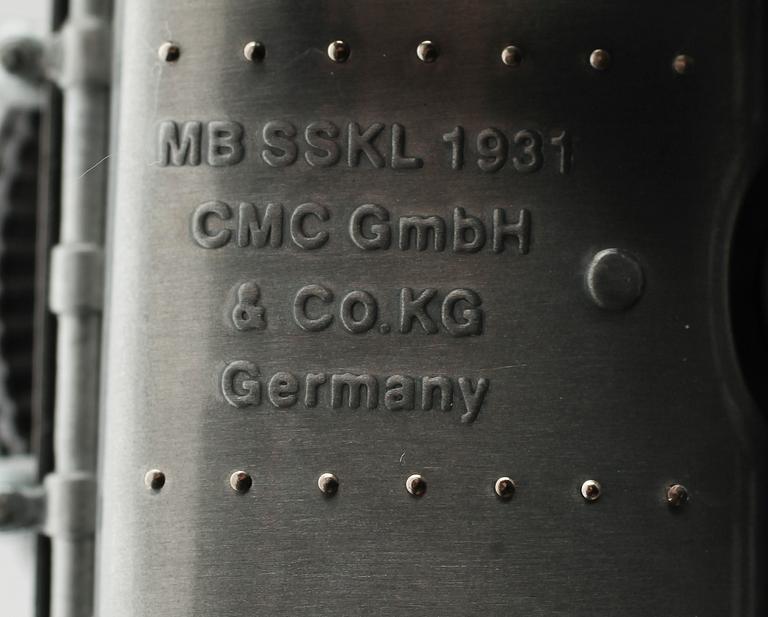 MB SSKL 1931
CMC GmbH
& Co.KG
Germany